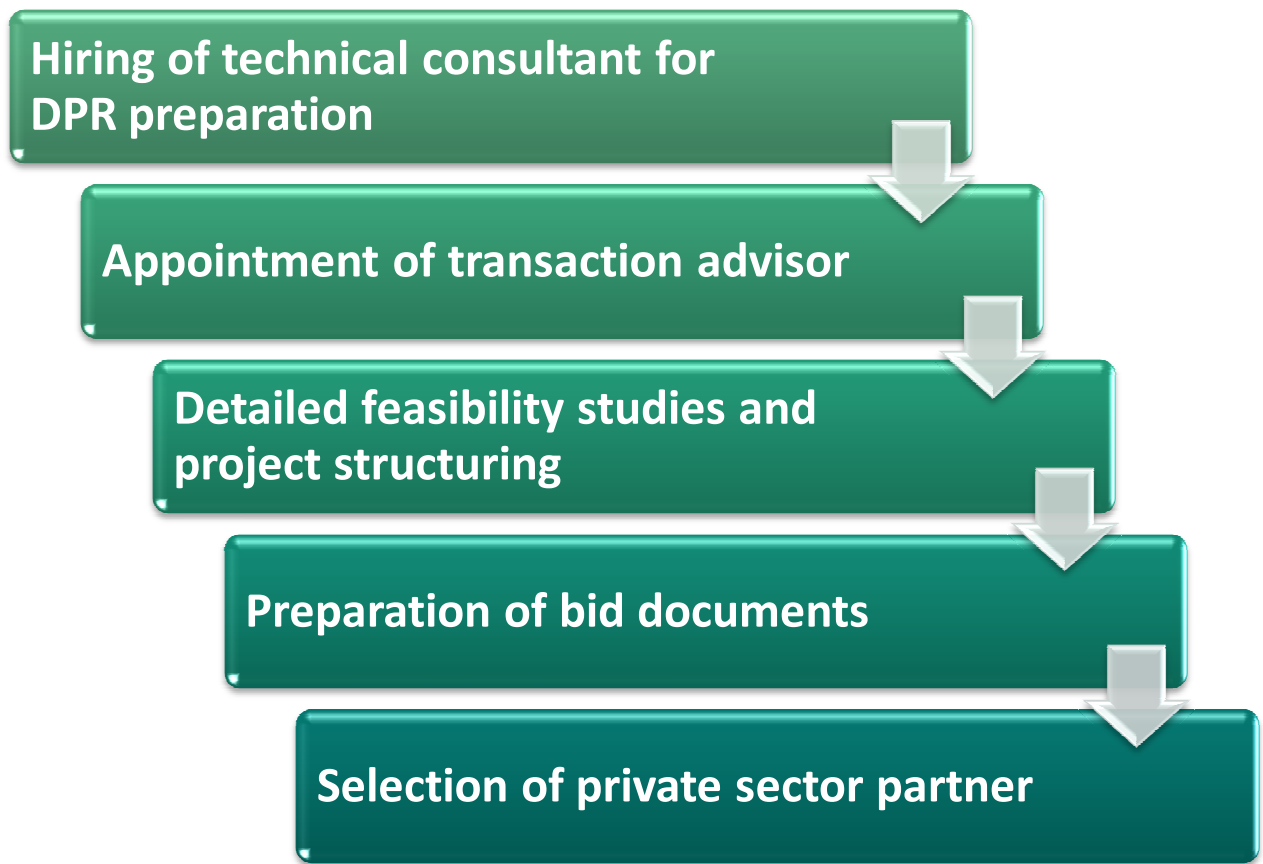 Hiring of technical consultant for
DPR preparation
Appointment of transaction advisor
Detailed feasibility studies and
project structuring
Preparation of bid documents
Selection of private sector partner